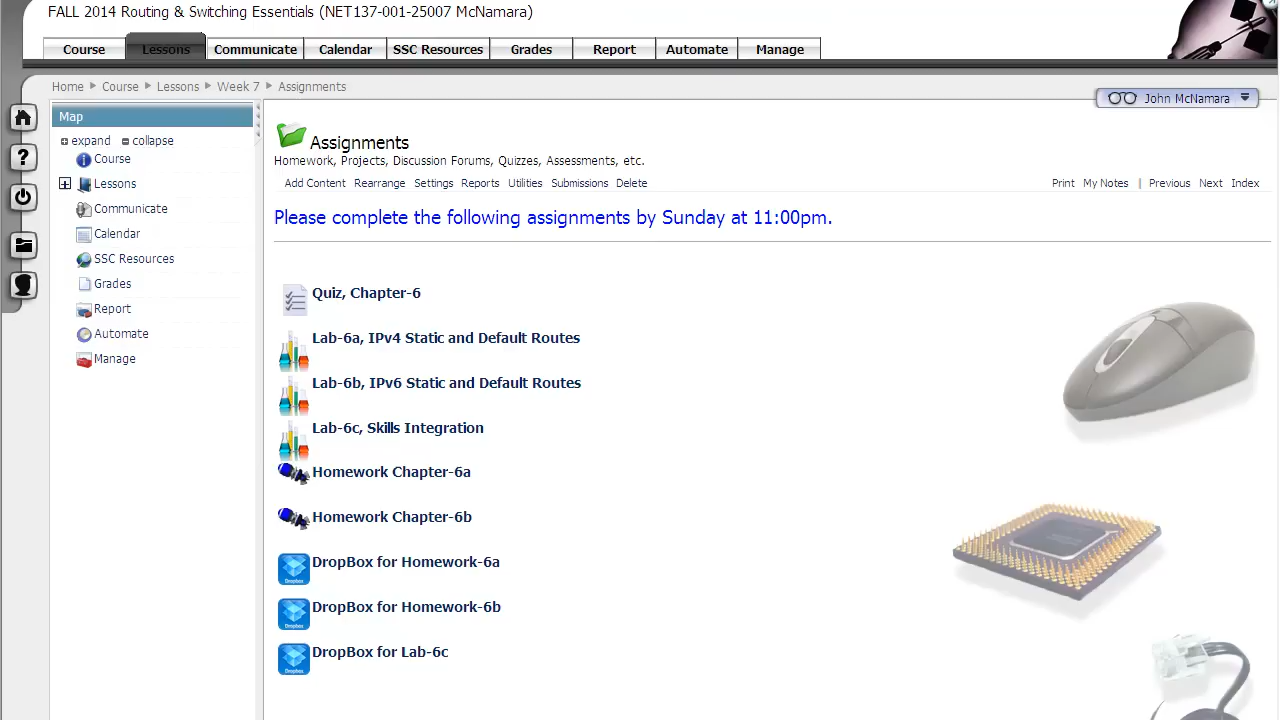 FALL 2014 Routing & Switching Essentials (NET137-001-25007 McNamara)
Course Lessons Communicate Calendar SSC Resources Grades Report Automate Manage
Home Course Lessons Week 7 Assignments
John McNamara
Map
expand collapse
Course
Lessons
Communicate
Calendar
SSC Resources
Grades
Report
Automate
Manage
Assignments
Homework, Projects, Discussion Forums, Quizzes, Assessments, etc.
Add Content Rearrange Settings Reports Utilities Submissions Delete Print My Notes | Previous Next Index
Please complete the following assignments by Sunday at 11:00pm.
Quiz, Chapter-6
Lab-6a, IPv4 Static and Default Routes
Lab-6b, IPv6 Static and Default Routes
Lab-6c, Skills Integration
Homework Chapter-6a
Homework Chapter-6b
Dropbox DropBox for Homework-6a
Dropbox DropBox for Homework-6b
Dropbox DropBox for Lab-6c